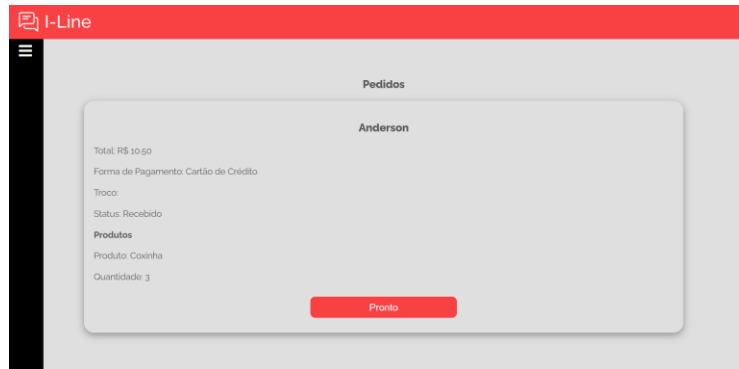 I-Line
Pedidos
Anderson
Total: R$ 10.50
Forma de Pagamento: Cartão de Crédito
Troco:
Status: Recebido
Produtos
Produto: Coxinha
Quantidade: 3
Pronto